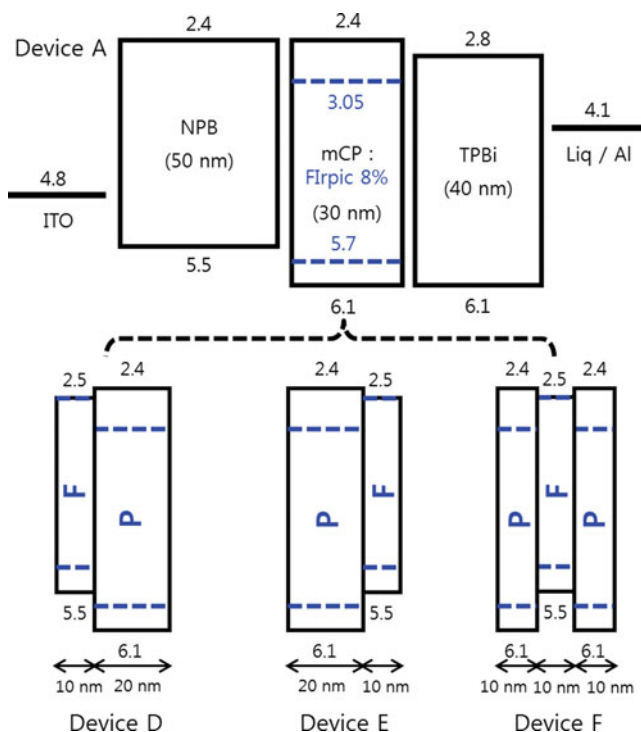 Device A
2.4
2.4
2.8
3.05
4.1
NPB
(50 nm)
mCP :
FIrpic 8%
(30 nm)
TPBi
(40 nm)
Liq / Al
4.8
ITO
5.7
5.5
6.1
6.1
2.5
2.4
2.4
2.5
2.4
2.5
2.4
F
P
P
F
P
F
P
5.5
5.5
5.5
6.1
6.1
6.1
6.1
10 nm
20 nm
20 nm
10 nm
10 nm
10 nm
10 nm
Device D
Device E
Device F